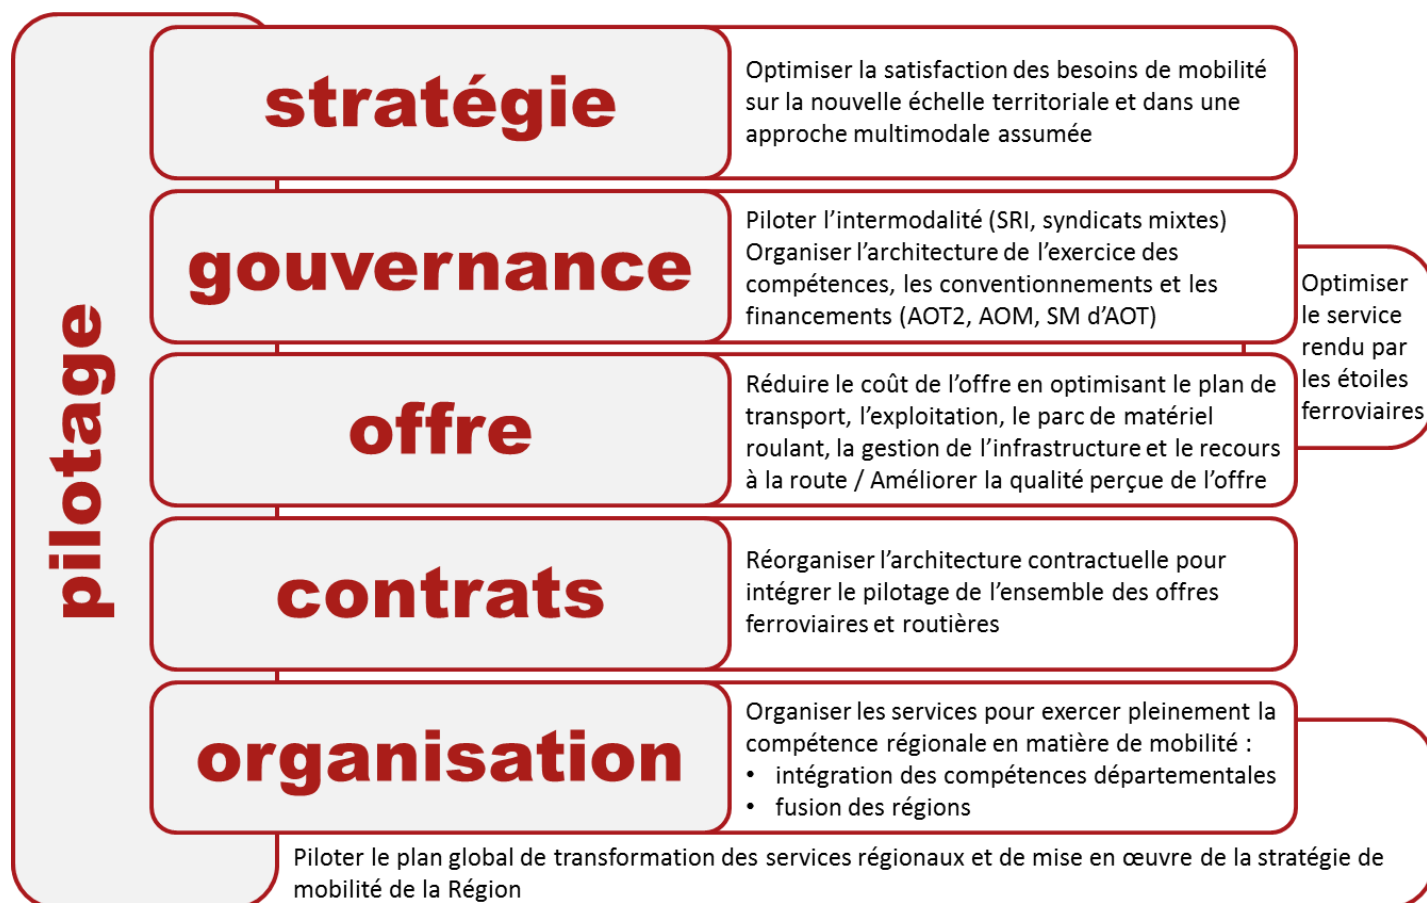 pilotage
stratégie
Optimiser la satisfaction des besoins de mobilité
sur la nouvelle échelle territoriale et dans une
approche multimodale assumée
gouvernance
Piloter l’intermodalité (SRI, syndicats mixtes)
Organiser l’architecture de l’exercice des
compétences, les conventionnements et les
financements (AOT2, AOM, SM d’AOT)
Optimiser
le service
rendu par
les étoiles
ferroviaires
offre
Réduire le coût de l’offre en optimisant le plan de
transport, l’exploitation, le parc de matériel
roulant, la gestion de l’infrastructure et le recours
à la route / Améliorer la qualité perçue de l’offre
contrats
Réorganiser l’architecture contractuelle pour
intégrer le pilotage de l’ensemble des offres
ferroviaires et routières
organisation
Organiser les services pour exercer pleinement la
compétence régionale en matière de mobilité :
• intégration des compétences départementales
• fusion des régions
Piloter le plan global de transformation des services régionaux et de mise en œuvre de la stratégie de
mobilité de la Région